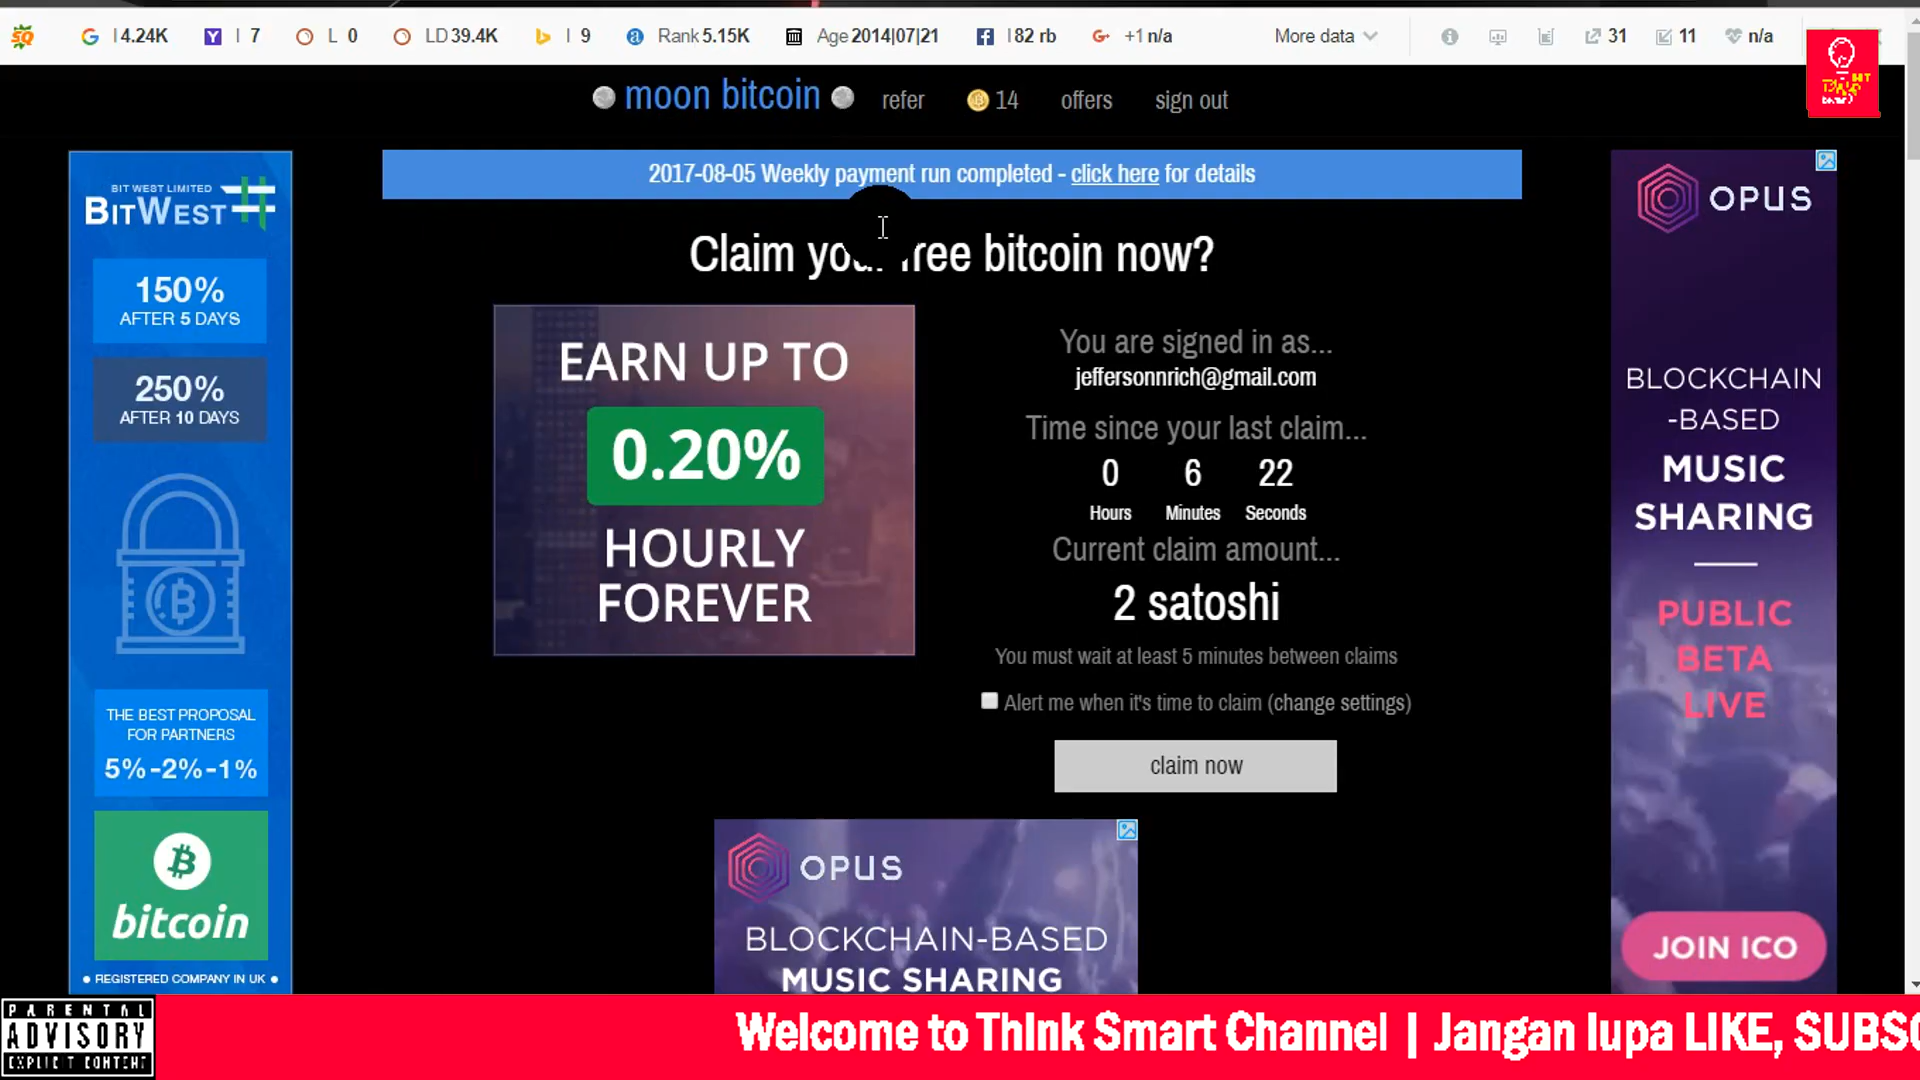 SQ I 4.24K I 7 L 0 LD 39.4K I 9 Rank 5.15K Age 2014|07|21 I 82 rb +1 n/a More data 31 11 n/a
moon bitcoin refer 14 offers sign out
2017-08-05 Weekly payment run completed - click here for details
Claim your free bitcoin now?
BIT WEST LIMITED
BITWEST
150%
AFTER 5 DAYS
250%
AFTER 10 DAYS
THE BEST PROPOSAL
FOR PARTNERS
5%-2%-1%
bitcoin
• REGISTERED COMPANY IN UK •
EARN UP TO
0.20%
HOURLY
FOREVER
You are signed in as...
jeffersonnrich@gmail.com
Time since your last claim...
0 6 22
Hours Minutes Seconds
Current claim amount...
2 satoshi
You must wait at least 5 minutes between claims
Alert me when it's time to claim (change settings)
claim now
OPUS
BLOCKCHAIN-BASED
MUSIC SHARING
OPUS
BLOCKCHAIN
-BASED
MUSIC
SHARING
PUBLIC
BETA
LIVE
JOIN ICO
PARENTAL
ADVISORY
EXPLICIT CONTENT
Welcome to ThInk Smart Channel | Jangan lupa LIKE, SUBSC